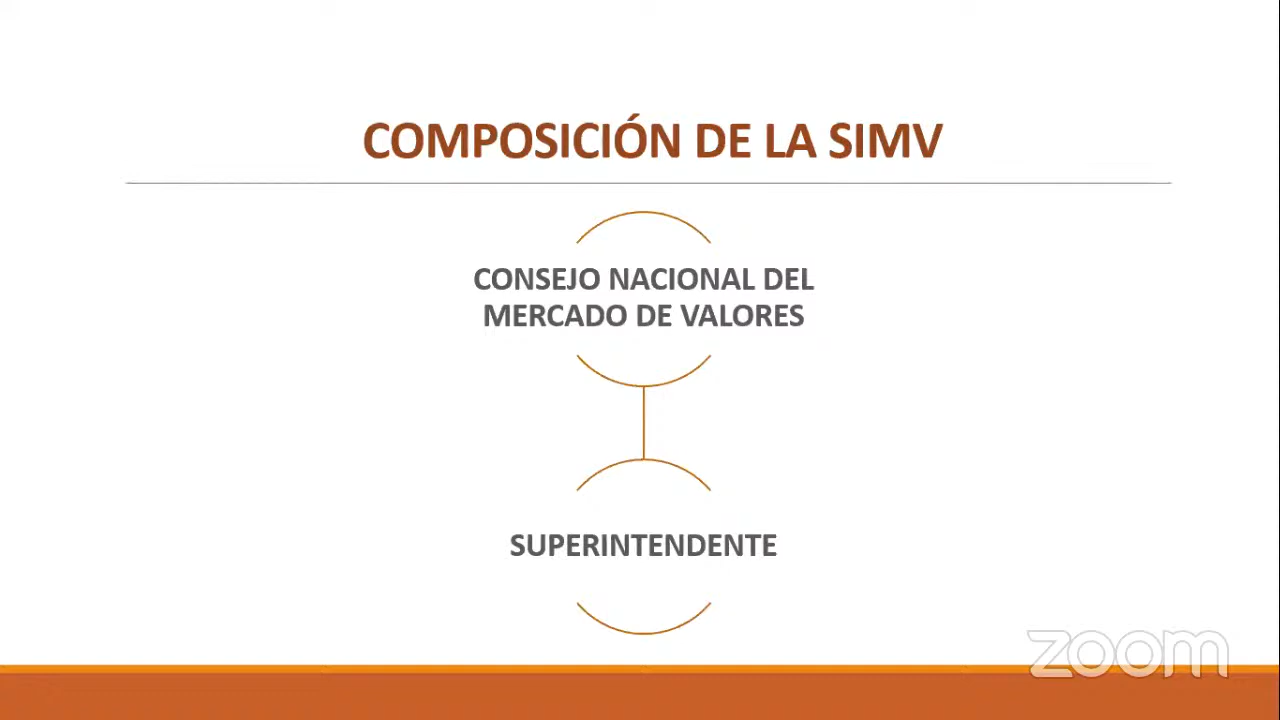 COMPOSICIÓN DE LA SIMV
CONSEJO NACIONAL DEL
MERCADO DE VALORES
SUPERINTENDENTE
zoom